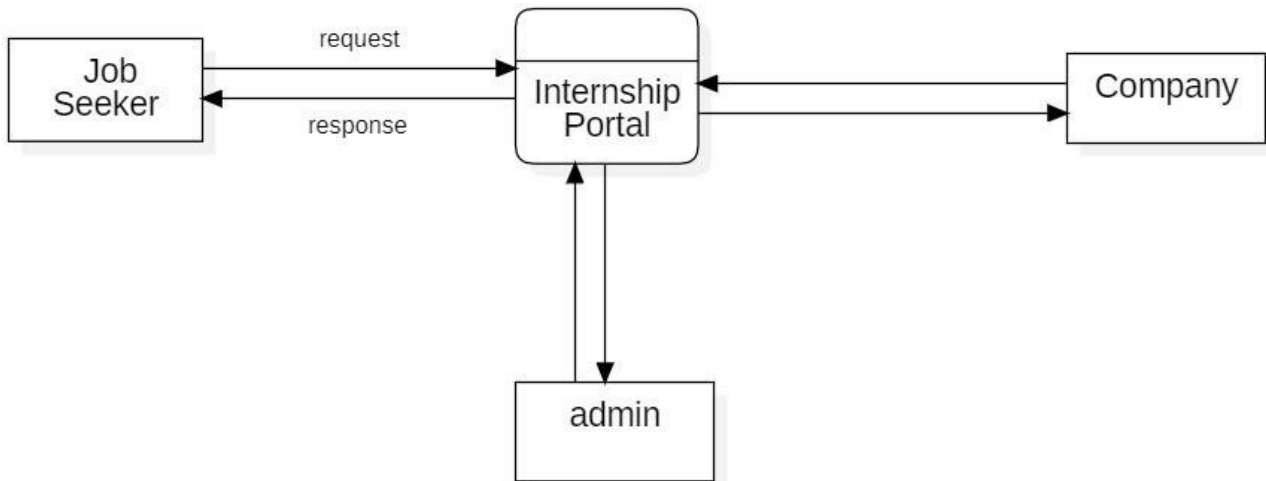 request
Job
Seeker
response
Internship
Portal
Company
admin